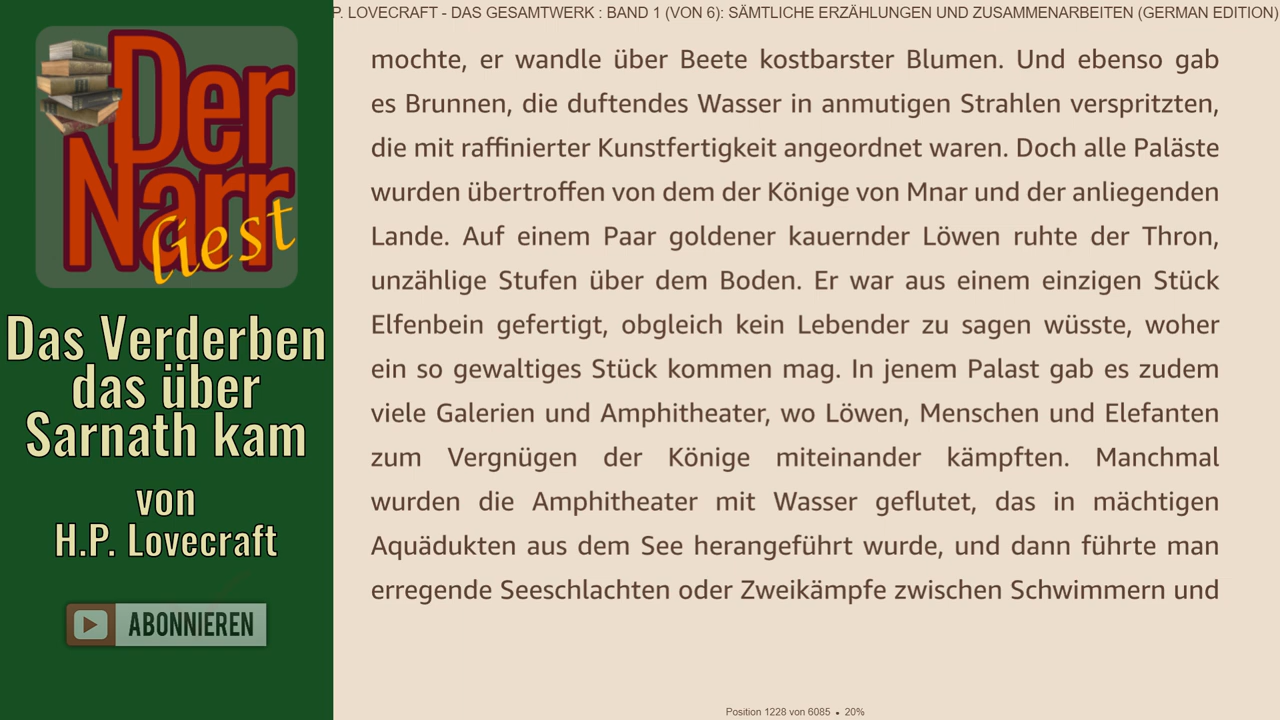 Der
Narr
liest
Das Verderben
das über
Sarnath kam
von
H.P. Lovecraft
ABONNIEREN
P. LOVECRAFT - DAS GESAMTWERK : BAND 1 (VON 6): SÄMTLICHE ERZÄHLUNGEN UND ZUSAMMENARBEITEN (GERMAN EDITION)
mochte, er wandle über Beete kostbarster Blumen. Und ebenso gab
es Brunnen, die duftendes Wasser in anmutigen Strahlen verspritzten,
die mit raffinierter Kunstfertigkeit angeordnet waren. Doch alle Paläste
wurden übertroffen von dem der Könige von Mnar und der anliegenden
Lande. Auf einem Paar goldener kauernder Löwen ruhte der Thron,
unzählige Stufen über dem Boden. Er war aus einem einzigen Stück
Elfenbein gefertigt, obgleich kein Lebender zu sagen wüsste, woher
ein so gewaltiges Stück kommen mag. In jenem Palast gab es zudem
viele Galerien und Amphitheater, wo Löwen, Menschen und Elefanten
zum Vergnügen der Könige miteinander kämpften. Manchmal
wurden die Amphitheater mit Wasser geflutet, das in mächtigen
Aquädukten aus dem See herangeführt wurde, und dann führte man
erregende Seeschlachten oder Zweikämpfe zwischen Schwimmern und
Position 1228 von 6085 • 20%